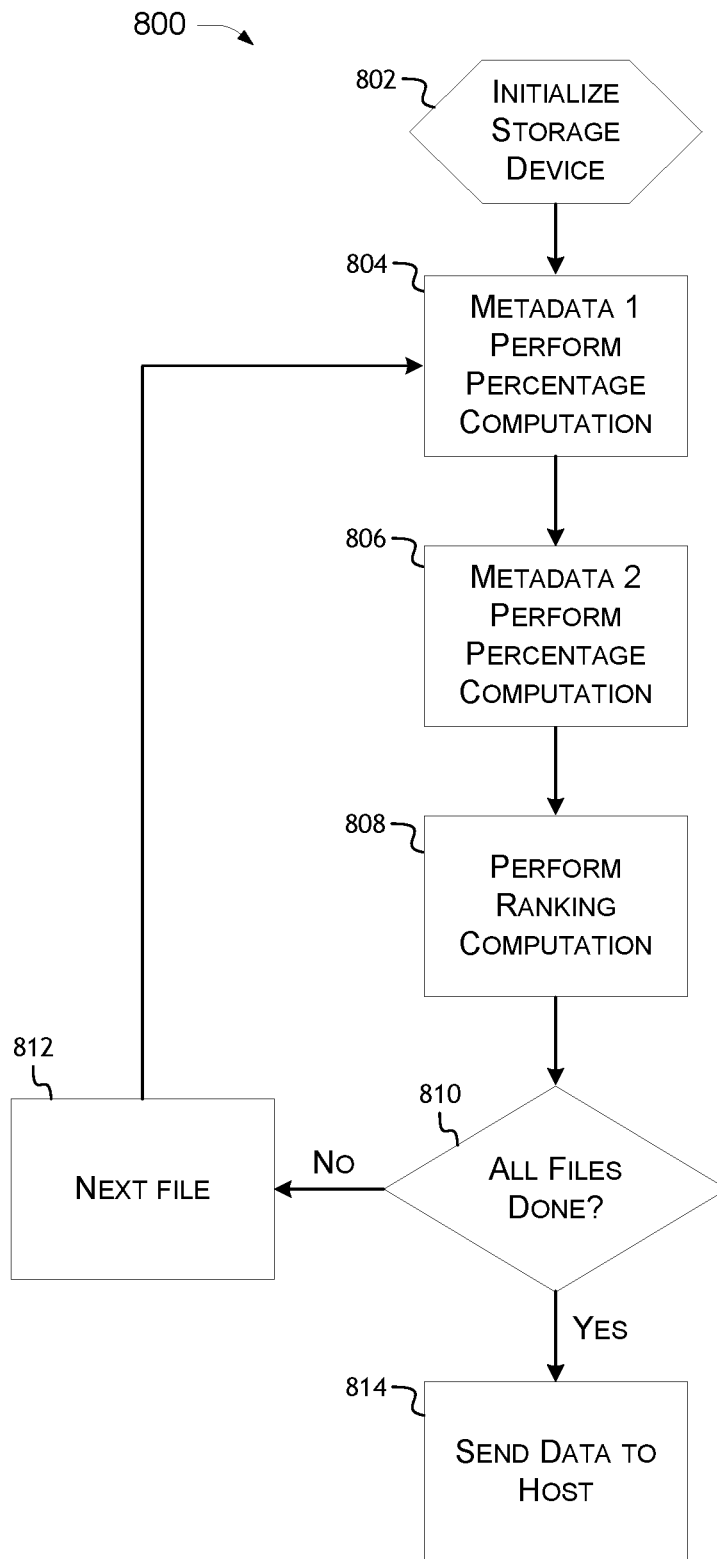 800
802
INITIALIZE
STORAGE
DEVICE
804
METADATA 1
PERFORM
PERCENTAGE
COMPUTATION
806
METADATA 2
PERFORM
PERCENTAGE
COMPUTATION
808
PERFORM
RANKING
COMPUTATION
812
NEXT FILE
NO
810
ALL FILES
DONE?
YES
814
SEND DATA TO
HOST